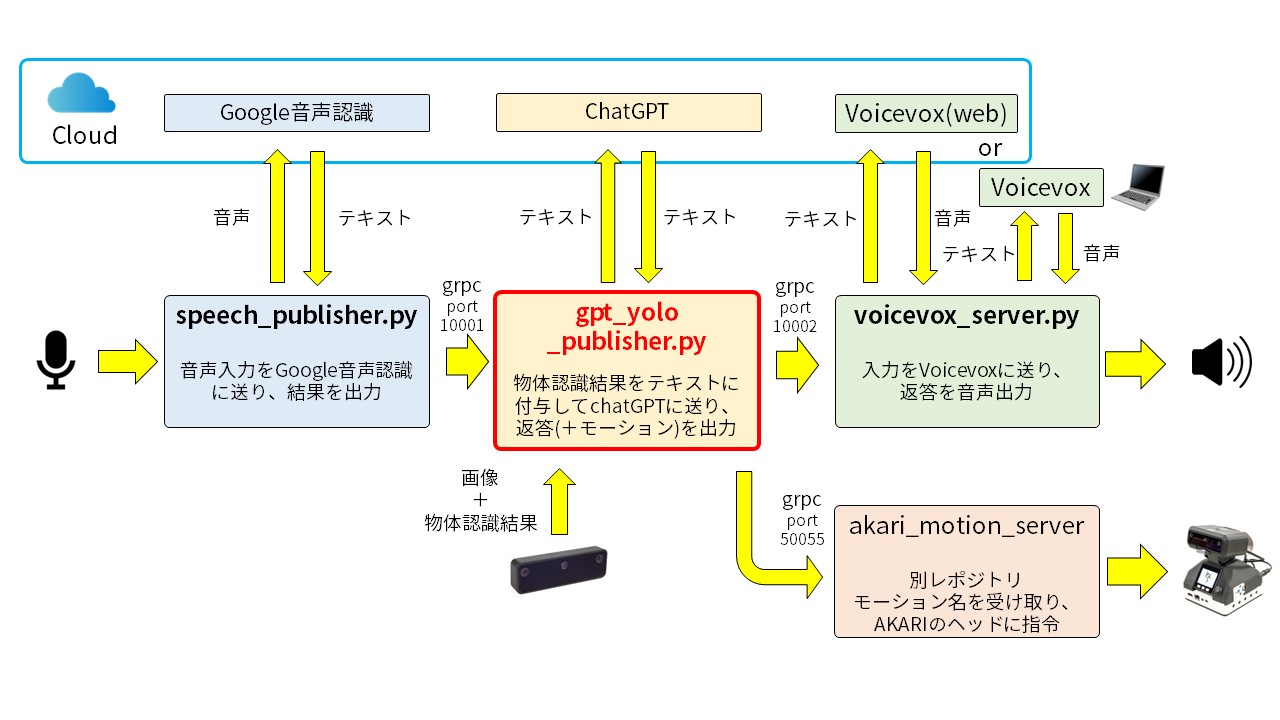 Cloud
Google音声認識
ChatGPT
Voicevox(web)
or
Voicevox
音声
テキスト
テキスト
テキスト
テキスト
音声
テキスト
音声
speech_publisher.py
音声入力をGoogle音声認識
に送り、結果を出力
grpc
port
10001
gpt_yolo
_publisher.py
物体認識結果をテキストに
付与してchatGPTに送り、
返答(＋モーション)を出力
grpc
port
10002
voicevox_server.py
入力をVoicevoxに送り、
返答を音声出力
画像
＋
物体認識結果
grpc
port
50055
akari_motion_server
別レポジトリ
モーション名を受け取り、
AKARIのヘッドに指令